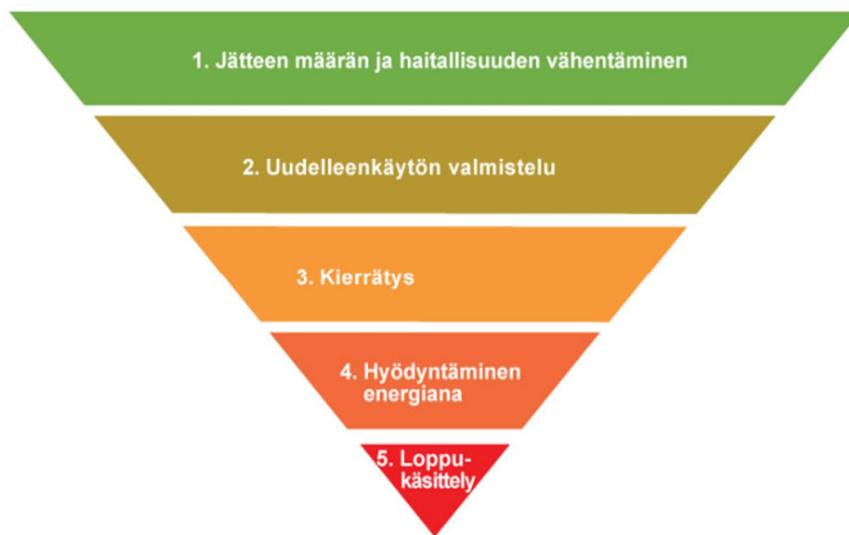 1. Jätteen määrän ja haitallisuuden vähentäminen
2. Uudelleenkäytön valmistelu
3. Kierrätys
4. Hyödyntäminen
energiana
5. Loppu-
käsittely